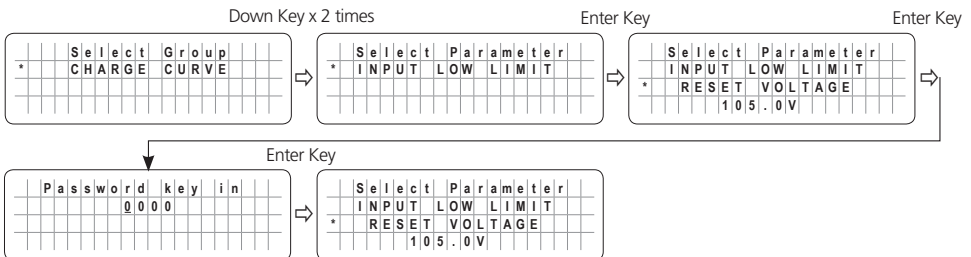 Down Key x 2 times
Enter Key
Enter Key
Select Group
* CHARGE CURVE
Select Parameter
* INPUT LOW LIMIT
Select Parameter
INPUT LOW LIMIT
* RESET VOLTAGE
105.0V
Enter Key
Password key in
0000
Select Parameter
INPUT LOW LIMIT
* RESET VOLTAGE
105.0V